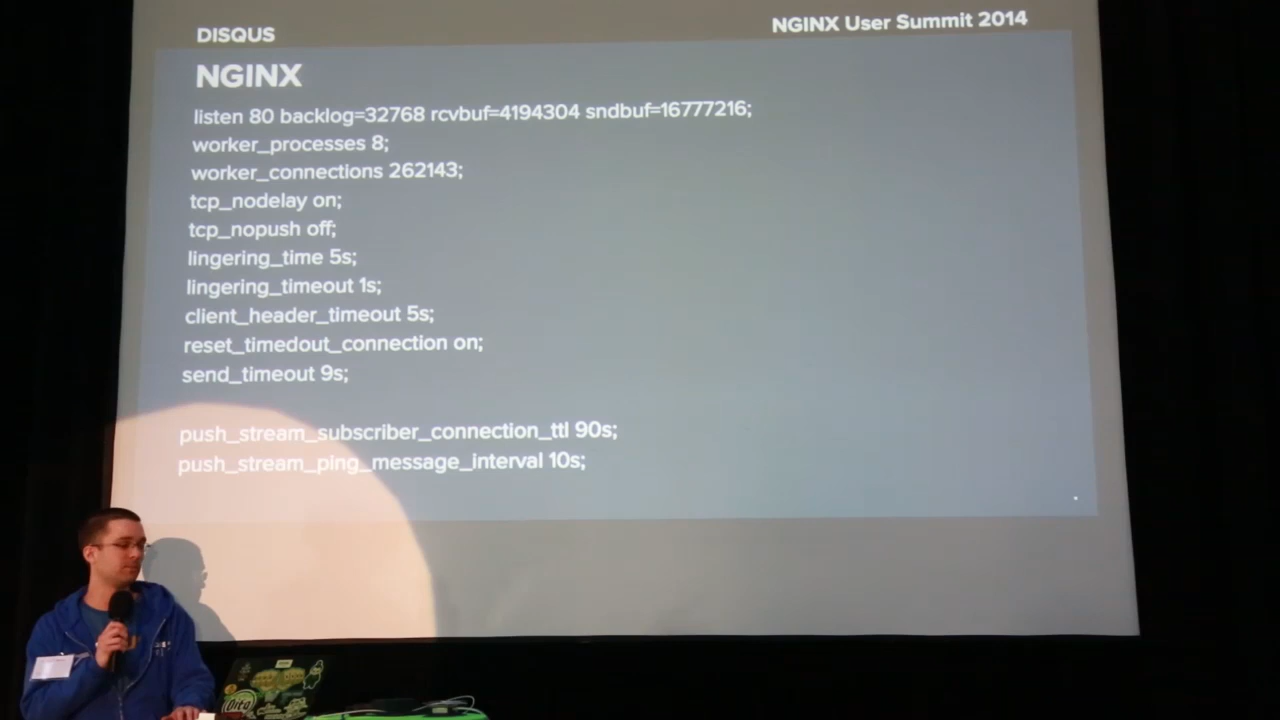 DISQUS
NGINX User Summit 2014
NGINX
listen 80 backlog=32768 rcvbuf=4194304 sndbuf=16777216;
worker_processes 8;
worker_connections 262143;
tcp_nodelay on;
tcp_nopush off;
lingering_time 5s;
lingering_timeout 1s;
client_header_timeout 5s;
reset_timedout_connection on;
send_timeout 9s;
push_stream_subscriber_connection_ttl 90s;
push_stream_ping_message_interval 10s;